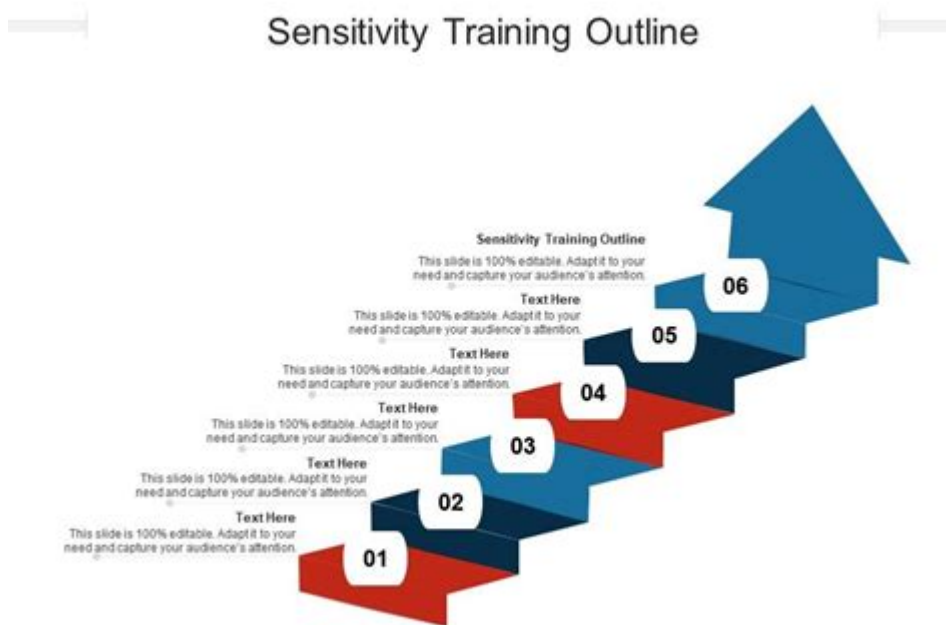 Sensitivity Training Outline
Sensitivity Training Outline
This slide is 100% editable. Adapt it to your
need and capture your audience's attention.
06
Text Here
This slide is 100% editable. Adapt it to your
need and capture your audience's attention.
05
Text Here
This slide is 100% editable. Adapt it to your
need and capture your audience's attention.
04
Text Here
This slide is 100% editable. Adapt it to your
need and capture your audience's attention.
03
Text Here
This slide is 100% editable. Adapt it to your
need and capture your audience's attention.
02
Text Here
This slide is 100% editable. Adapt it to your
need and capture your audience's attention.
01